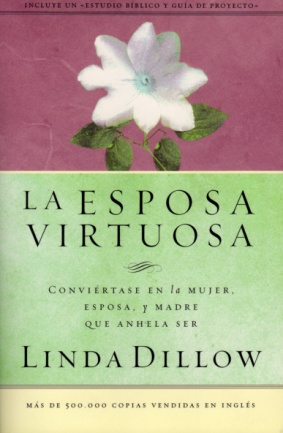 INCLUYE UN «ESTUDIO BÍBLICO Y GUÍA DE PROYECTO»
LA ESPOSA
VIRTUOSA
CONVIÉRTASE EN la MUJER,
ESPOSA, y MADRE
QUE ANHELA SER
LINDA DILLOW
MÁS DE 500.000 COPIAS VENDIDAS EN INGLÉS